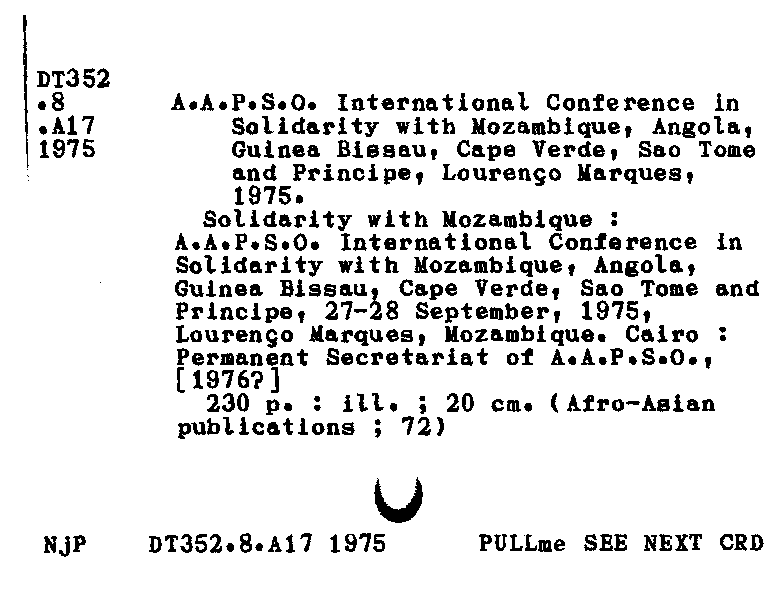 DT352
.8 A.A.P.S.O. International Conference in
.A17 Solidarity with Mozambique, Angola,
1975 Guinea Bissau, Cape Verde, Sao Tome
and Principe, Lourenço Marques,
1975.
Solidarity with Mozambique :
A.A.P.S.O. International Conference in
Solidarity with Mozambique, Angola,
Guinea Bissau, Cape Verde, Sao Tome and
Principe, 27-28 September, 1975,
Lourenço Marques, Mozambique. Cairo :
Permanent Secretariat of A.A.P.S.O.,
[1976?]
230 p. : ill. ; 20 cm. (Afro-Asian
publications ; 72)
NjP DT352.8.A17 1975 PULLme SEE NEXT CRD